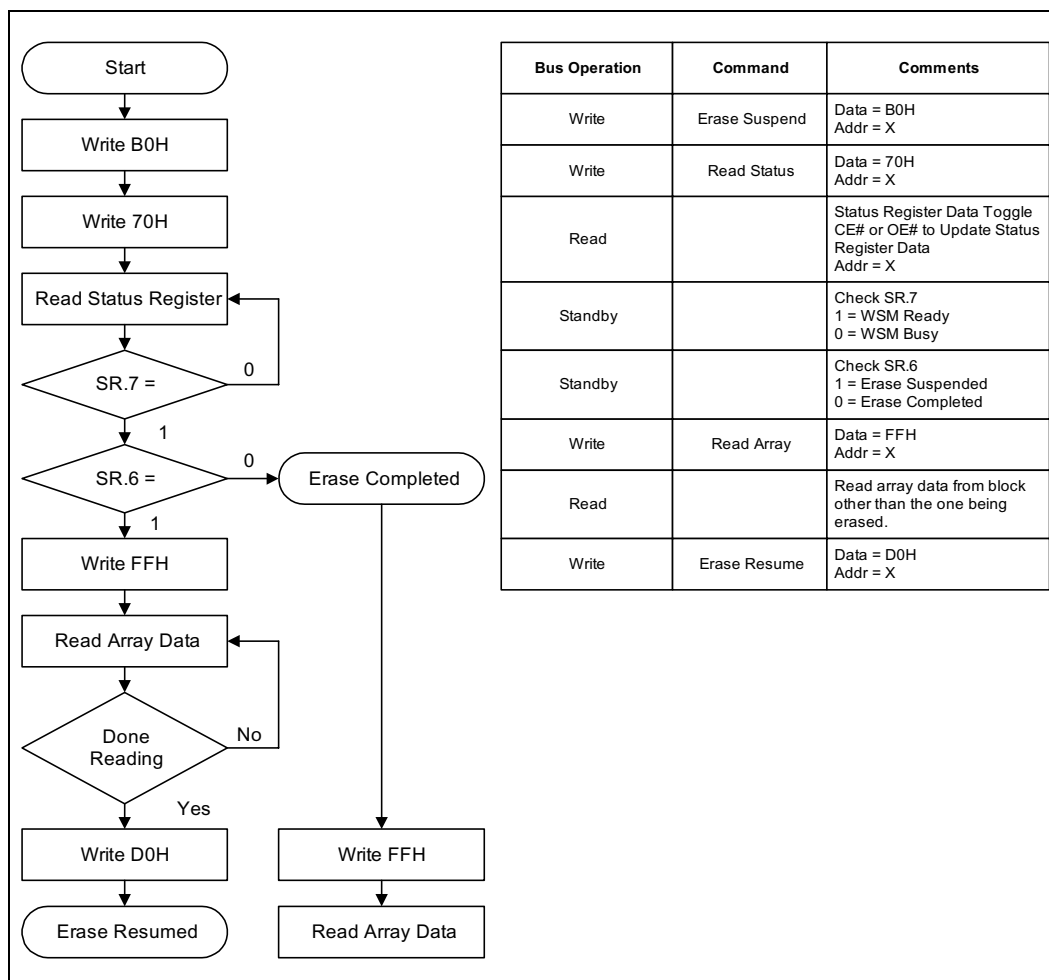 Start
Write B0H
Write 70H
Read Status Register
SR.7 =
0
1
SR.6 =
0
Erase Completed
1
Write FFH
Read Array Data
Done
Reading
No
Yes
Write D0H
Write FFH
Erase Resumed
Read Array Data
Bus Operation Command Comments
Write Erase Suspend Data = B0H
Addr = X
Write Read Status Data = 70H
Addr = X
Read Status Register Data Toggle
CE# or OE# to Update Status
Register Data
Addr = X
Standby Check SR.7
1 = WSM Ready
0 = WSM Busy
Standby Check SR.6
1 = Erase Suspended
0 = Erase Completed
Write Read Array Data = FFH
Addr = X
Read Read array data from block
other than the one being
erased.
Write Erase Resume Data = D0H
Addr = X